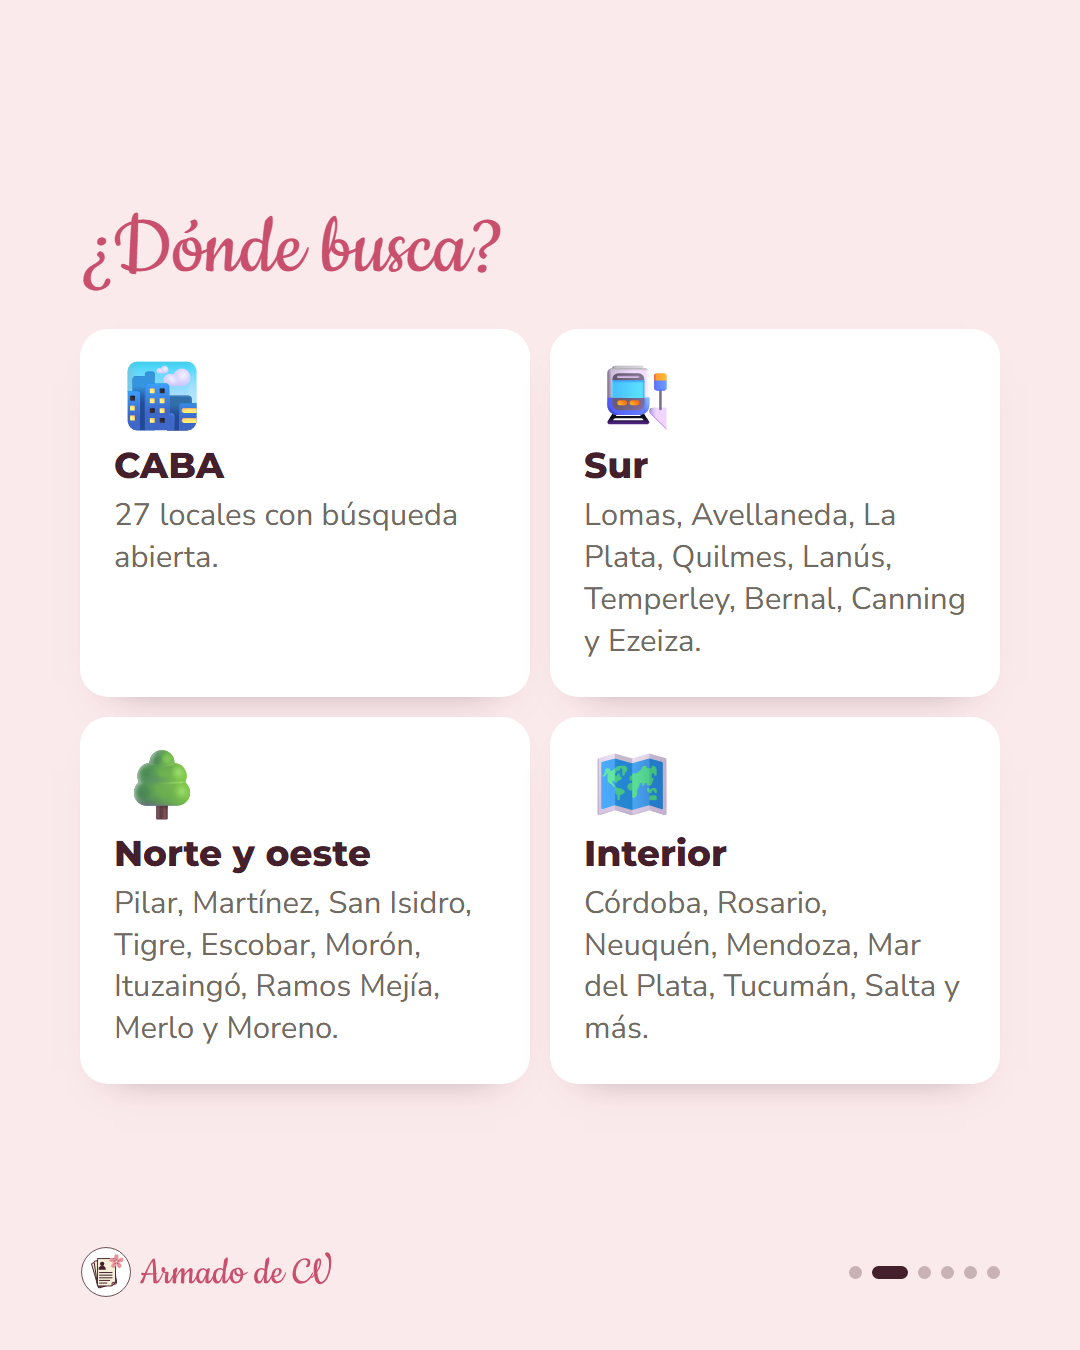 ¿Dónde busca?
CABA
27 locales con búsqueda
abierta.
Sur
Lomas, Avellaneda, La
Plata, Quilmes, Lanús,
Temperley, Bernal, Canning
y Ezeiza.
Norte y oeste
Pilar, Martínez, San Isidro,
Tigre, Escobar, Morón,
Ituzaingó, Ramos Mejía,
Merlo y Moreno.
Interior
Córdoba, Rosario,
Neuquén, Mendoza, Mar
del Plata, Tucumán, Salta y
más.
Armado de CV